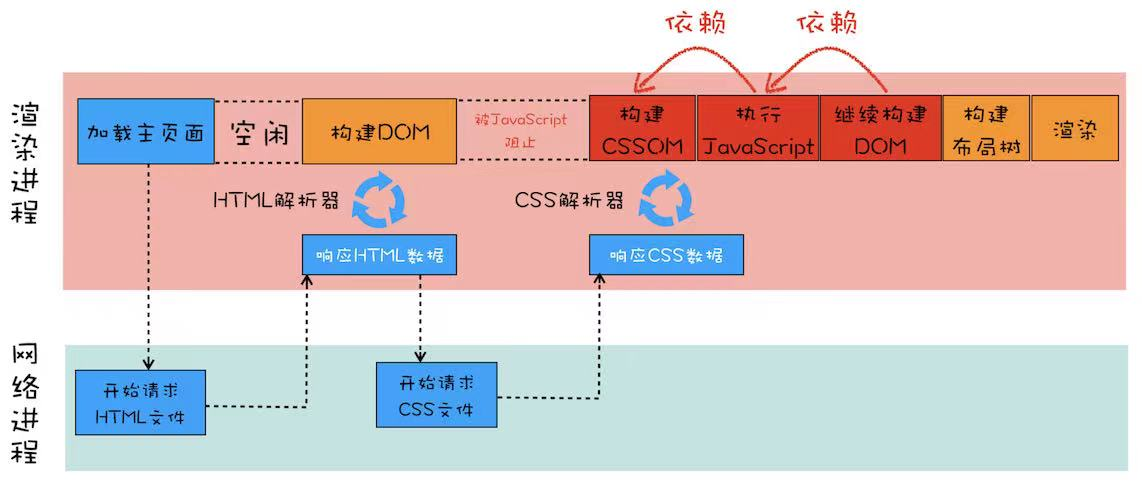 依赖
依赖
渲染进程
加载主页面
空闲
构建DOM
被JavaScript
阻止
构建
CSSOM
执行
JavaScript
继续构建
DOM
构建
布局树
渲染
HTML解析器
CSS解析器
响应HTML数据
响应CSS数据
网络进程
开始请求
HTML文件
开始请求
CSS文件